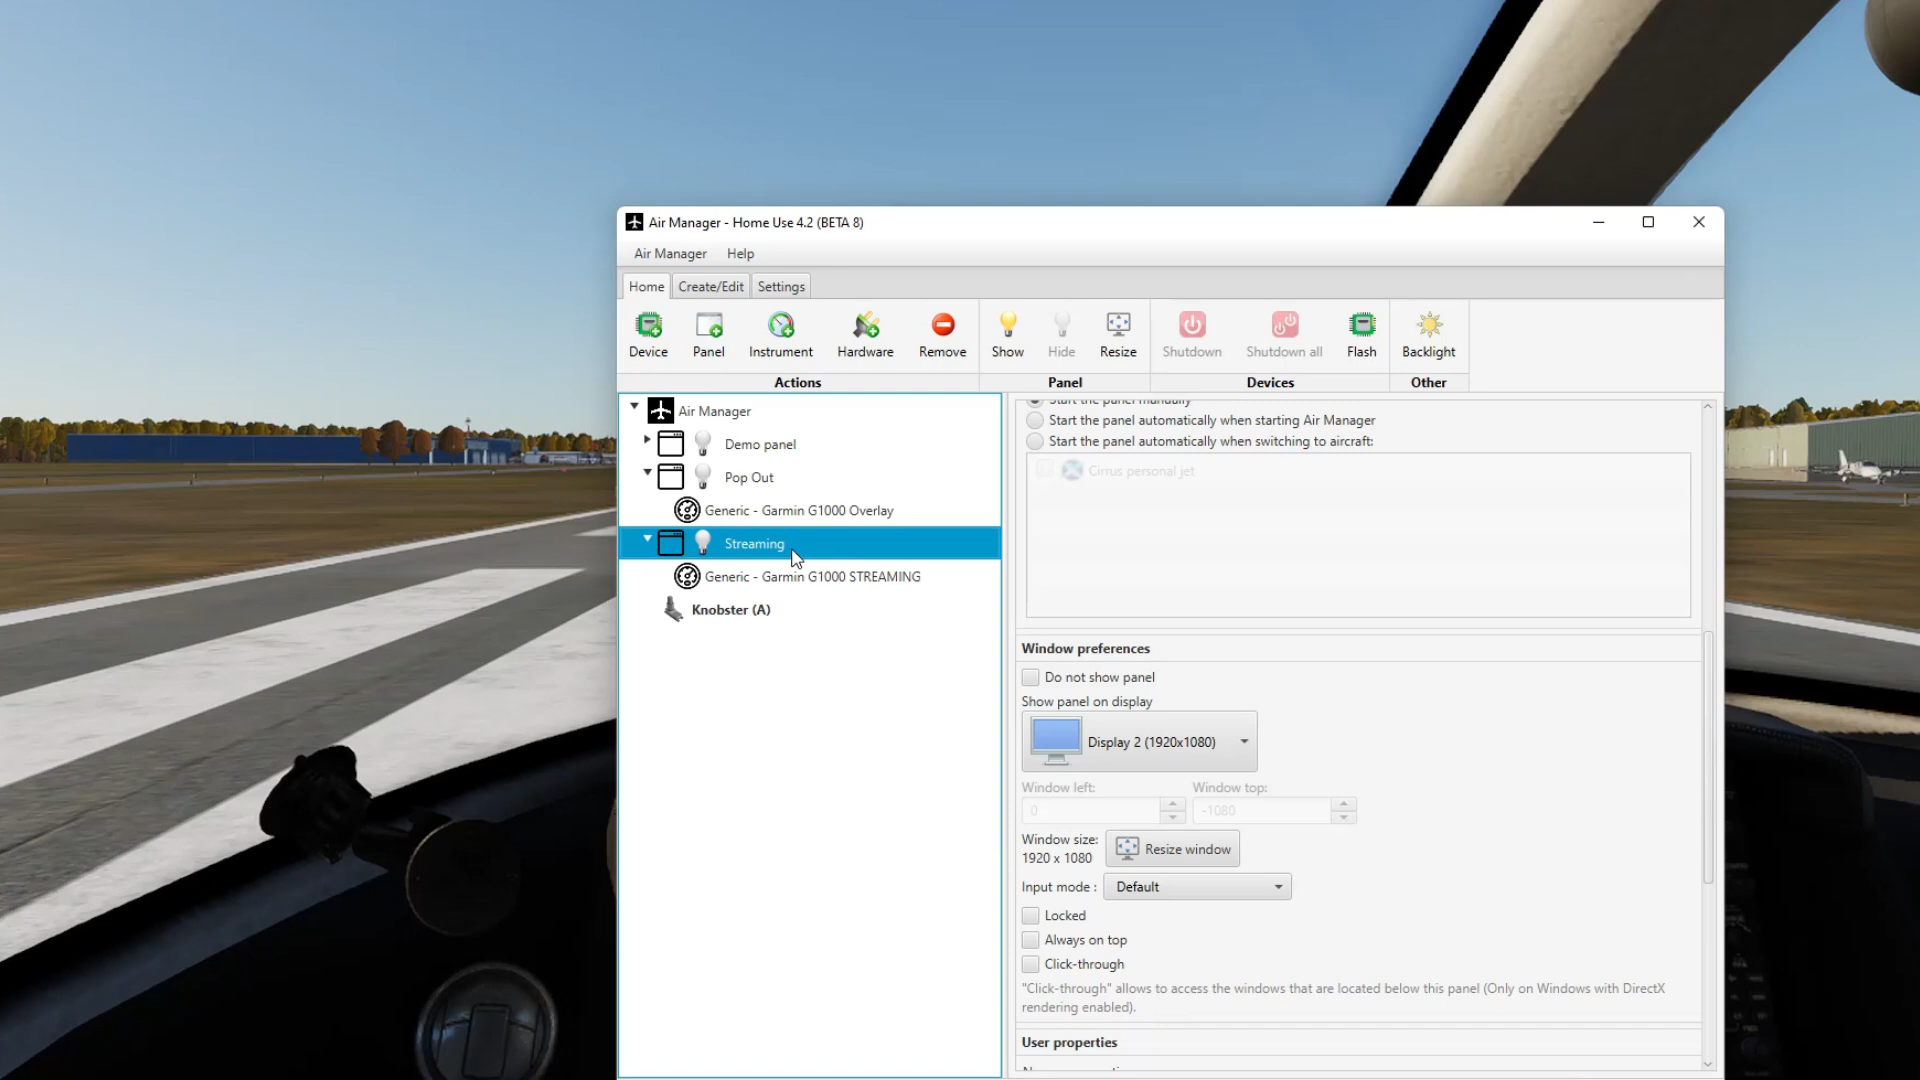 Air Manager - Home Use 4.2 (BETA 8)
Air Manager Help
Home Create/Edit Settings
Device Panel Instrument Hardware Remove Show Hide Resize Shutdown Shutdown all Flash Backlight
Actions Panel Devices Other
Air Manager
Demo panel
Pop Out
Generic - Garmin G1000 Overlay
Streaming
Generic - Garmin G1000 STREAMING
Knobster (A)
Start the panel manually
Start the panel automatically when starting Air Manager
Start the panel automatically when switching to aircraft:
Cirrus personal jet
Window preferences
Do not show panel
Show panel on display
Display 2 (1920x1080)
Window left: Window top:
0 -1080
Window size:
1920 x 1080
Resize window
Input mode : Default
Locked
Always on top
Click-through
"Click-through" allows to access the windows that are located below this panel (Only on Windows with DirectX
rendering enabled).
User properties